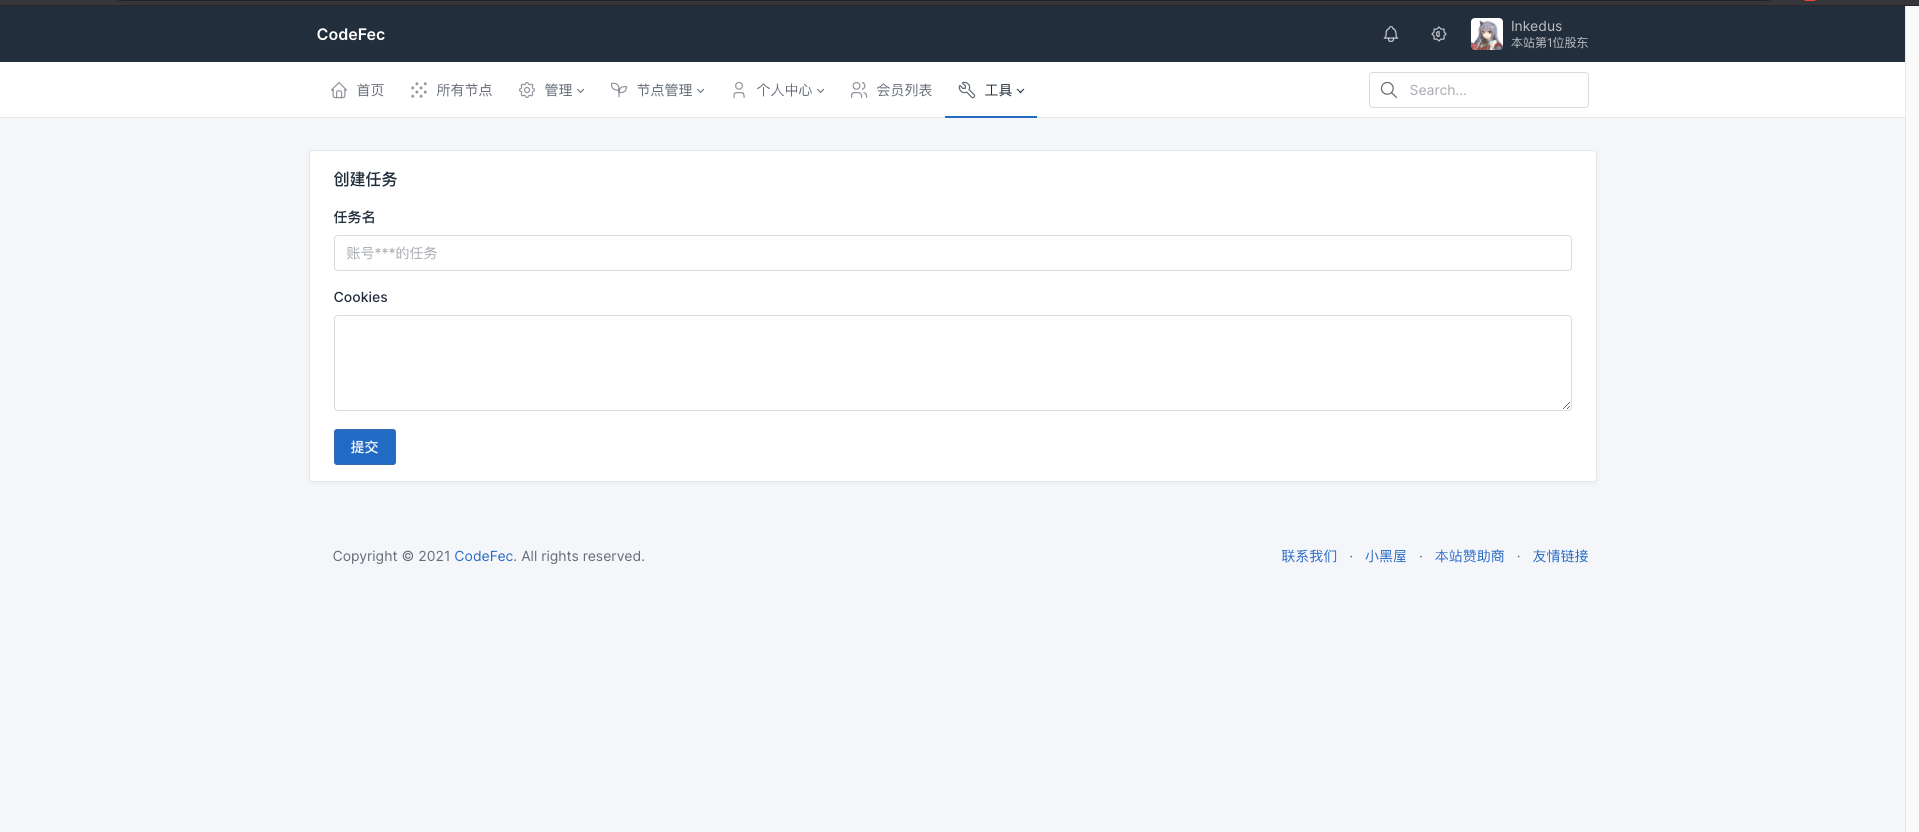 CodeFec
Inkedus
本站第1位股东
首页 所有节点 管理 节点管理 个人中心 会员列表 工具 Search...
创建任务
任务名
账号***的任务
Cookies
提交
Copyright © 2021 CodeFec. All rights reserved.
联系我们 · 小黑屋 · 本站赞助商 · 友情链接